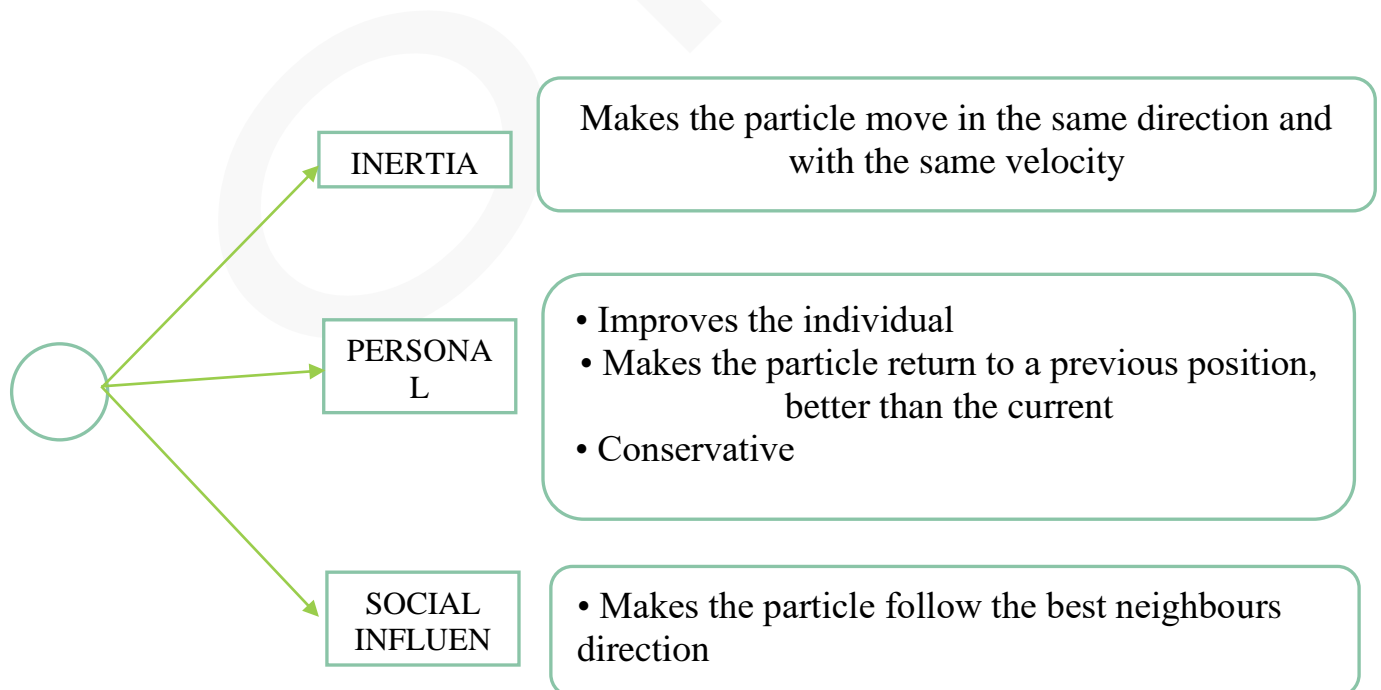 INERTIA
Makes the particle move in the same direction and
with the same velocity
PERSONA
L
• Improves the individual
• Makes the particle return to a previous position,
better than the current
• Conservative
SOCIAL
INFLUEN
• Makes the particle follow the best neighbours
direction